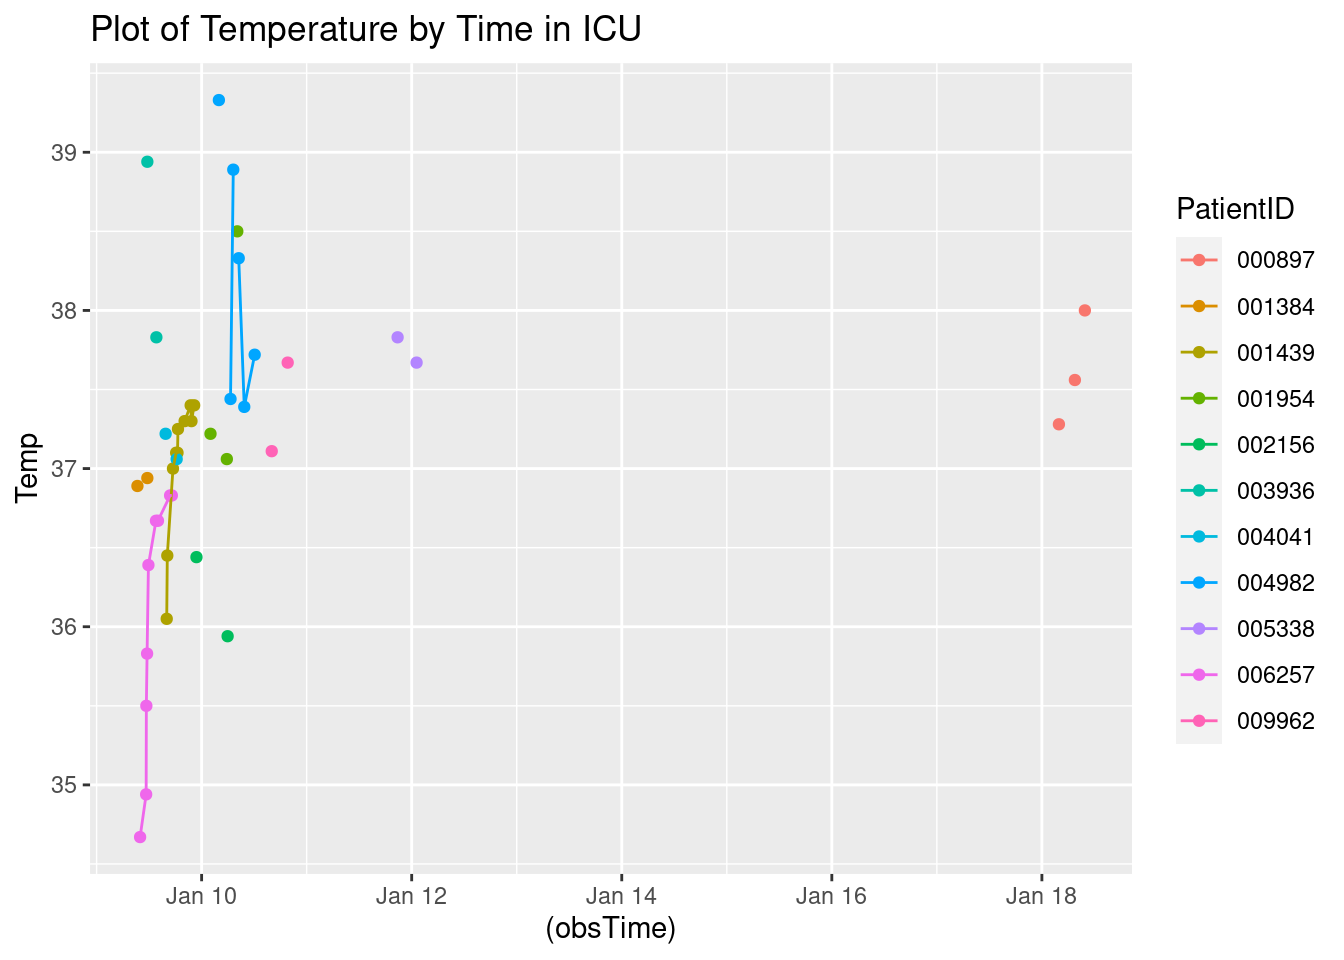 Plot of Temperature by Time in ICU
Temp
39
38
37
36
35
Jan 10
Jan 12
Jan 14
Jan 16
Jan 18
(obsTime)
PatientID
000897
001384
001439
001954
002156
003936
004041
004982
005338
006257
009962